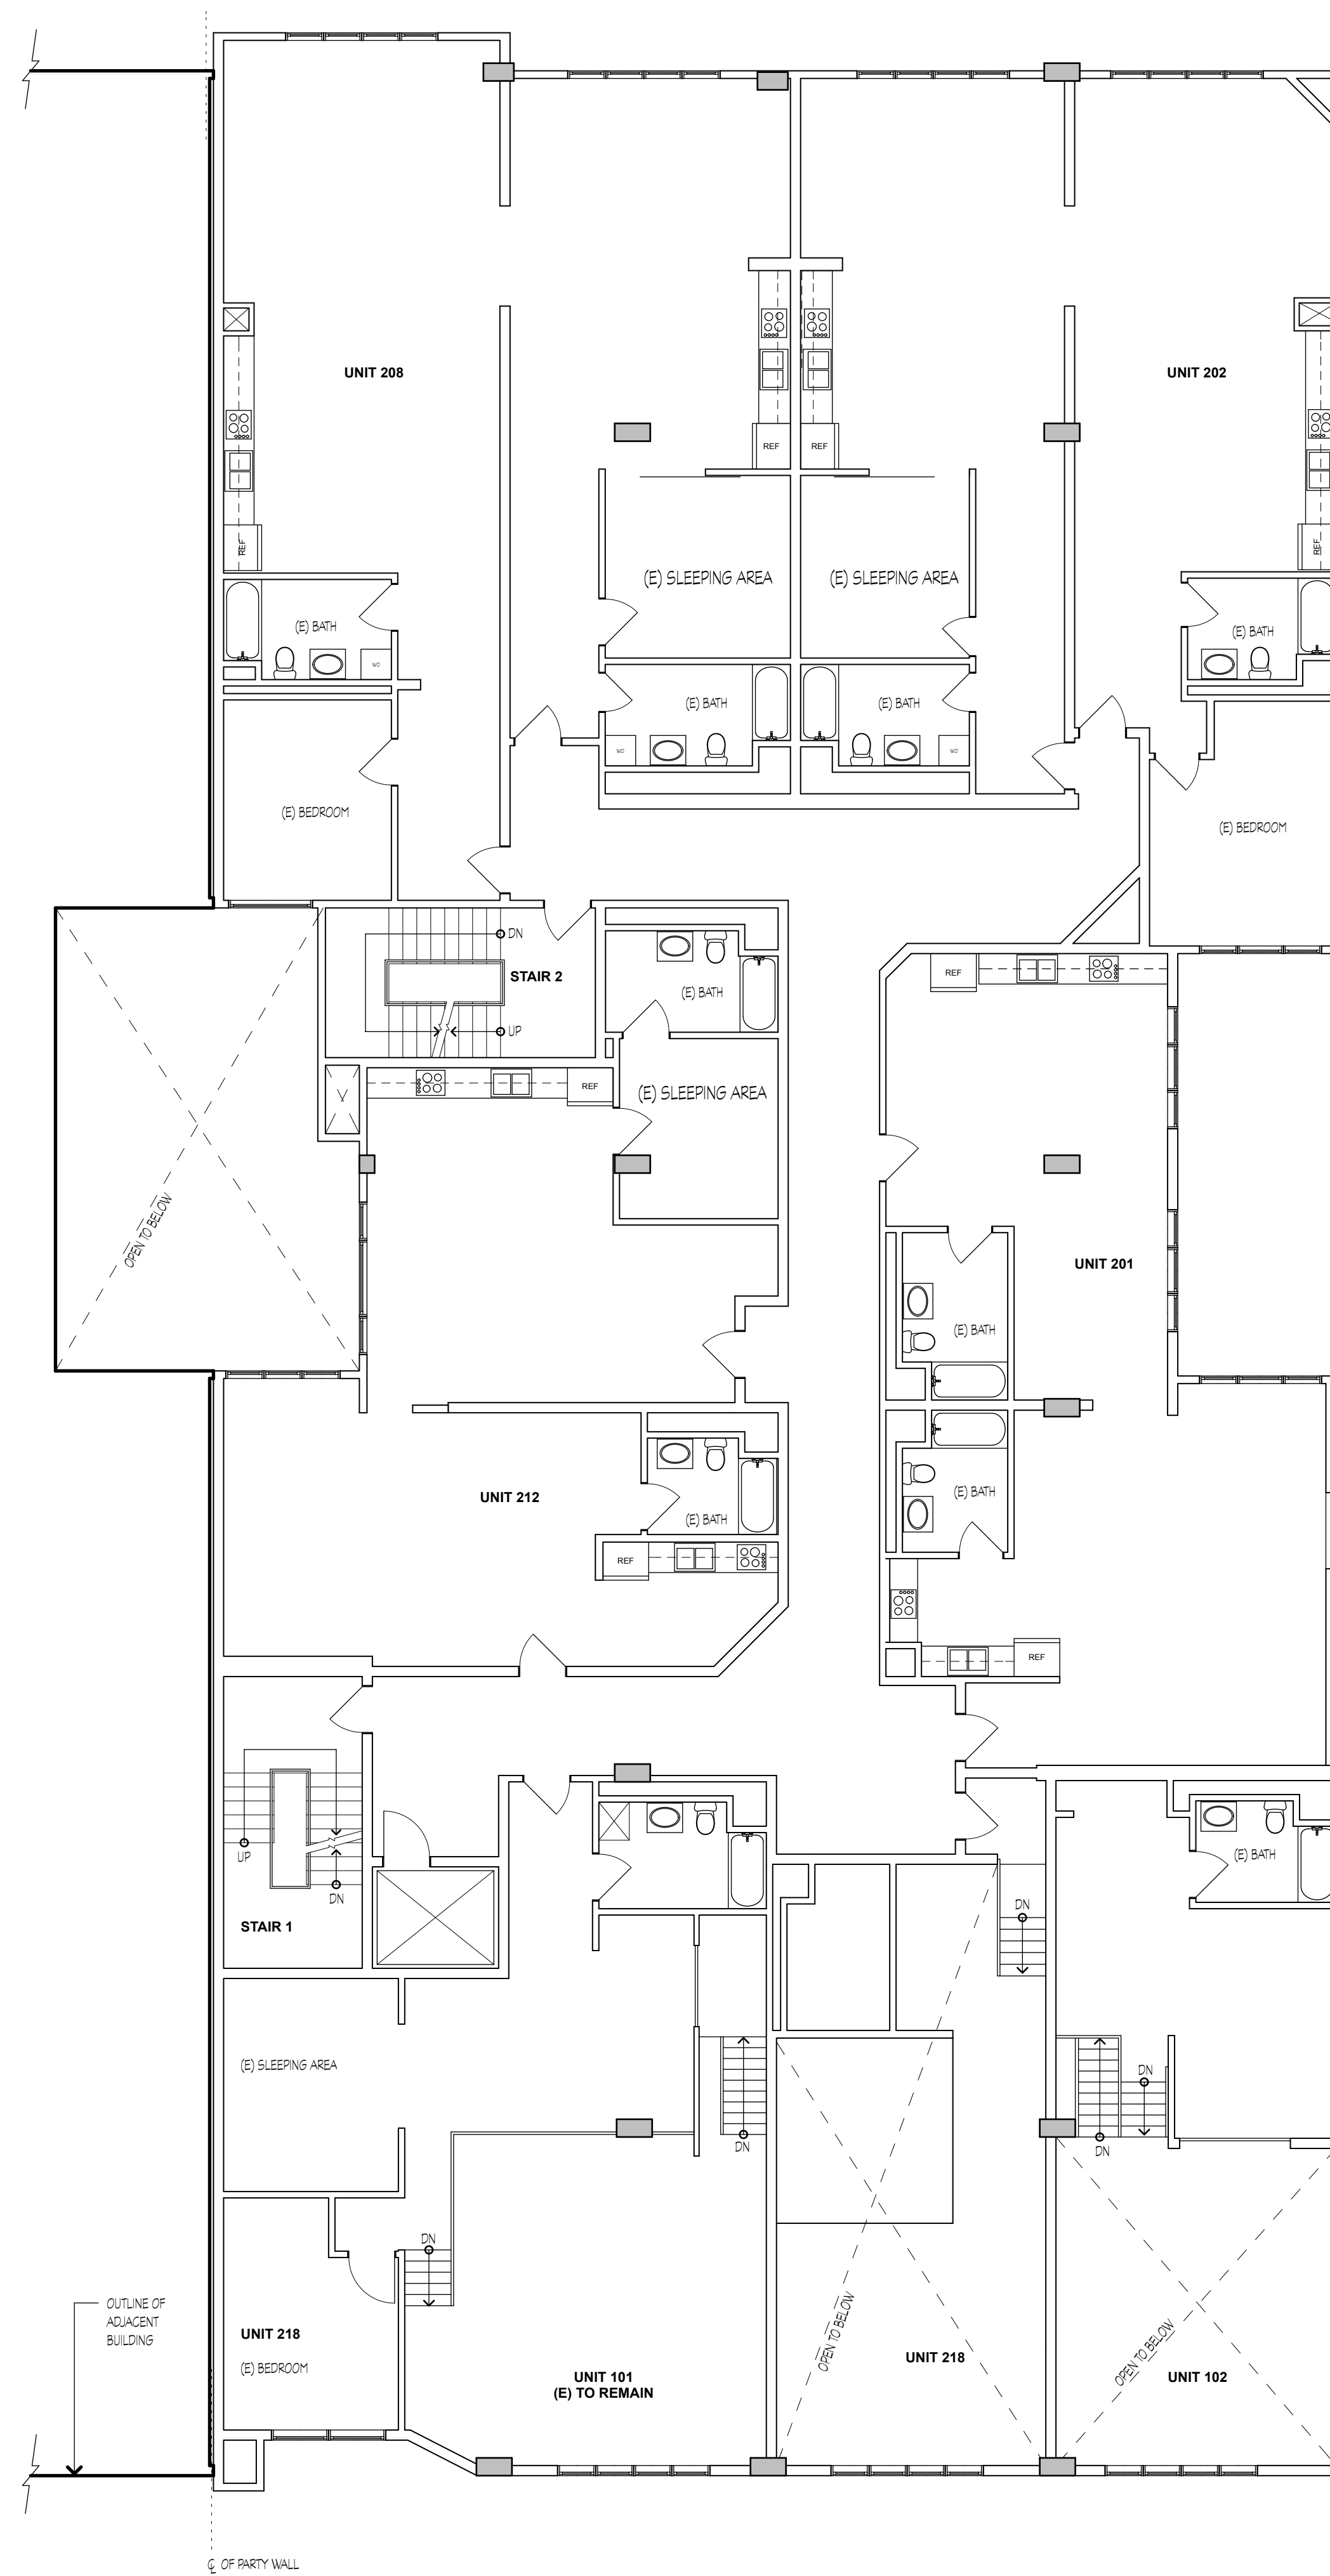 UNIT 208
UNIT 202
REF
REF
REF
REF
(E) SLEEPING AREA
(E) SLEEPING AREA
(E) BATH
(E) BATH
WD
(E) BATH
(E) BATH
WD
WD
(E) BEDROOM
(E) BEDROOM
DN
STAIR 2
UP
(E) BATH
REF
REF
(E) SLEEPING AREA
OPEN TO BELOW
UNIT 201
(E) BATH
UNIT 212
(E) BATH
(E) BATH
REF
REF
UP
DN
STAIR 1
(E) BATH
DN
(E) SLEEPING AREA
DN
DN
DN
DN
OUTLINE OF
ADJACENT
BUILDING
UNIT 218
(E) BEDROOM
UNIT 101
(E) TO REMAIN
OPEN TO BELOW
UNIT 218
OPEN TO BELOW
UNIT 102
℄ OF PARTY WALL